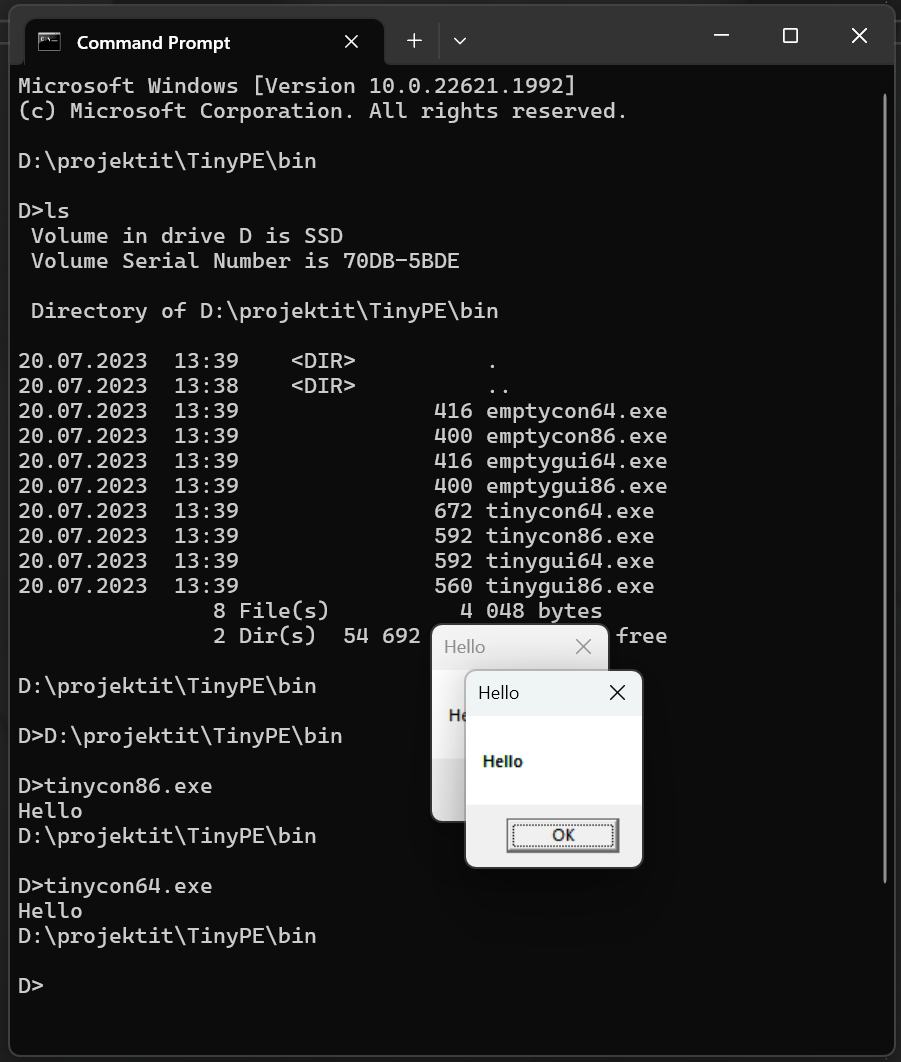 Command Prompt
Microsoft Windows [Version 10.0.22621.1992]
(c) Microsoft Corporation. All rights reserved.
D:\projektit\TinyPE\bin
D>ls
Volume in drive D is SSD
Volume Serial Number is 70DB-5BDE
Directory of D:\projektit\TinyPE\bin
20.07.2023  13:39    <DIR>          .
20.07.2023  13:38    <DIR>          ..
20.07.2023  13:39               416 emptycon64.exe
20.07.2023  13:39               400 emptycon86.exe
20.07.2023  13:39               416 emptygui64.exe
20.07.2023  13:39               400 emptygui86.exe
20.07.2023  13:39               672 tinycon64.exe
20.07.2023  13:39               592 tinycon86.exe
20.07.2023  13:39               592 tinygui64.exe
20.07.2023  13:39               560 tinygui86.exe
8 File(s)          4 048 bytes
2 Dir(s)  54 692 free
D:\projektit\TinyPE\bin
D>D:\projektit\TinyPE\bin
D>tinycon86.exe
Hello
D:\projektit\TinyPE\bin
D>tinycon64.exe
Hello
D:\projektit\TinyPE\bin
D>
Hello
Hello
Hello
OK